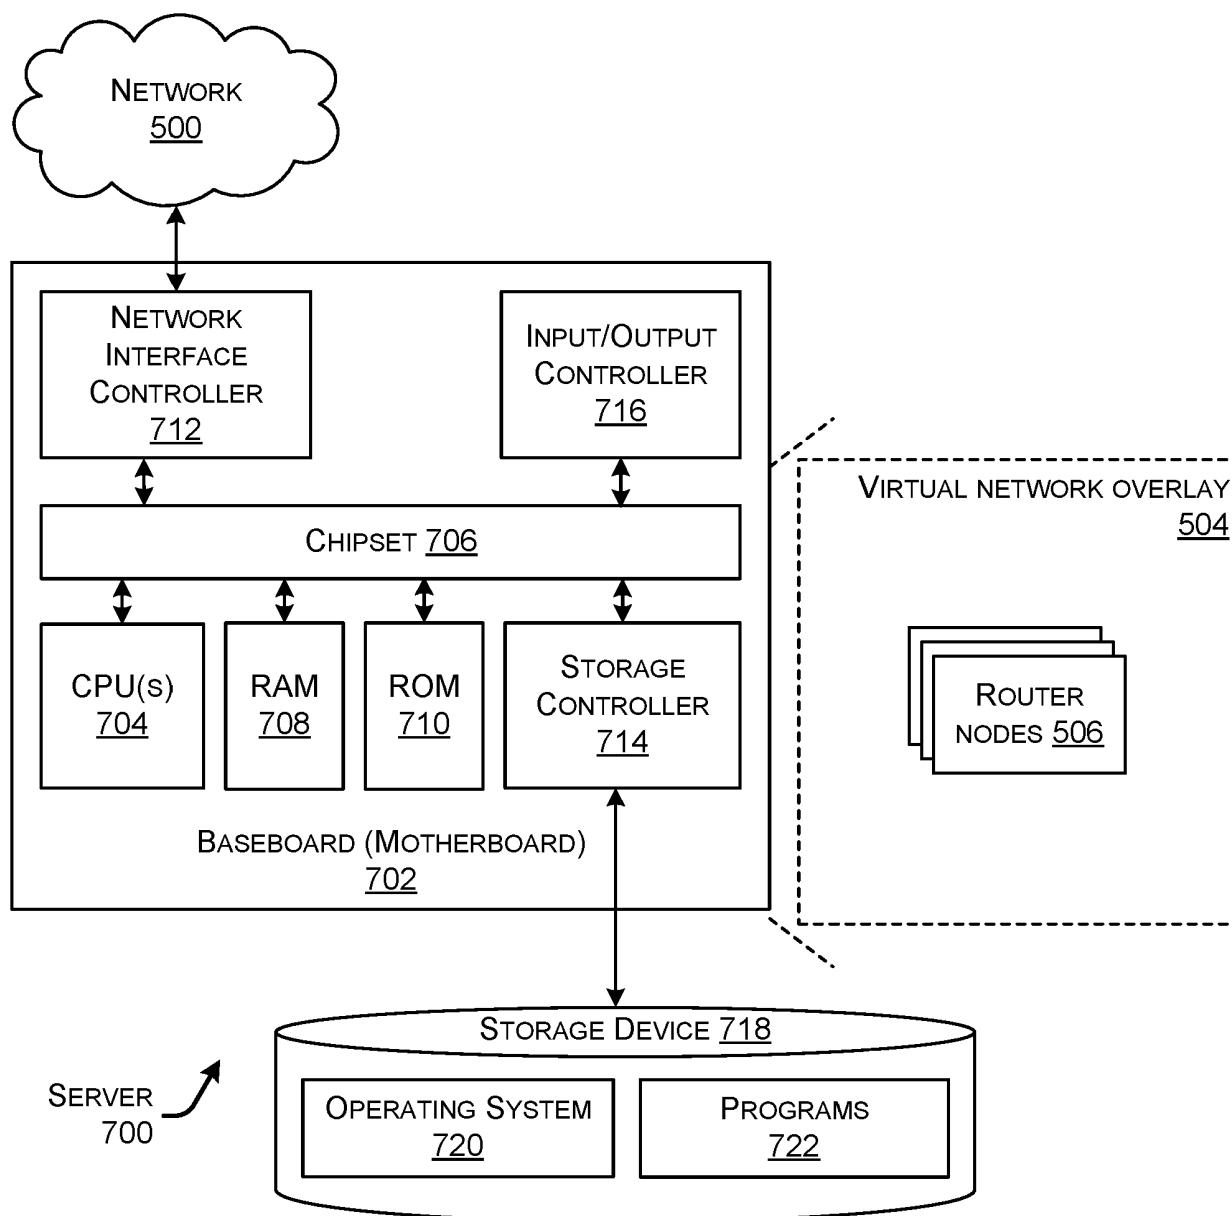 NETWORK
500
NETWORK
INTERFACE
CONTROLLER
712
INPUT/OUTPUT
CONTROLLER
716
CHIPSET 706
CPU(S)
704
RAM
708
ROM
710
STORAGE
CONTROLLER
714
BASEBOARD (MOTHERBOARD)
702
VIRTUAL NETWORK OVERLAY
504
ROUTER
NODES 506
STORAGE DEVICE 718
OPERATING SYSTEM
720
PROGRAMS
722
SERVER
700